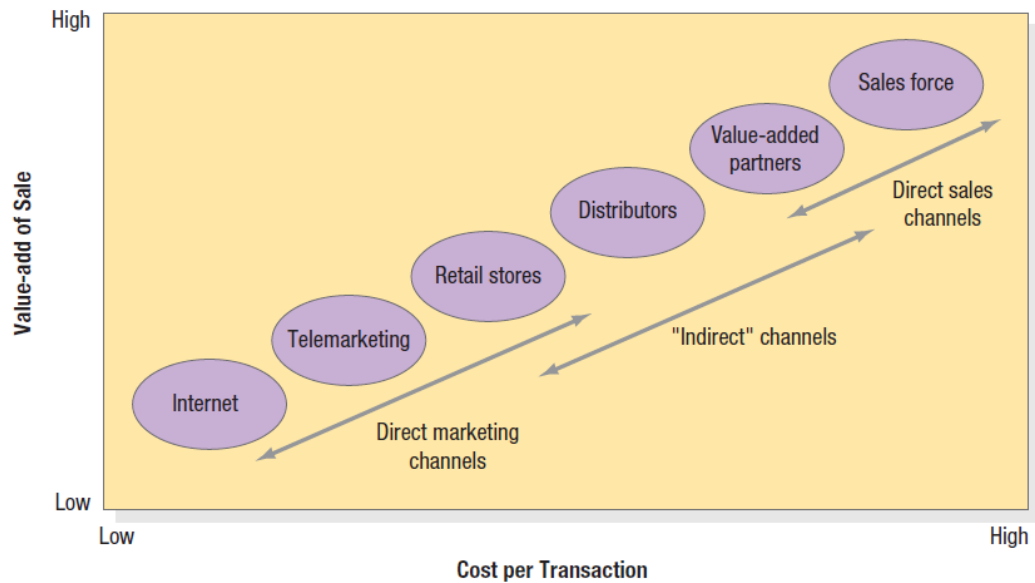 High
Sales force
Value-added
partners
Direct sales
channels
Distributors
Retail stores
"Indirect" channels
Telemarketing
Internet
Direct marketing
channels
Value-add of Sale
Low
Low
High
Cost per Transaction